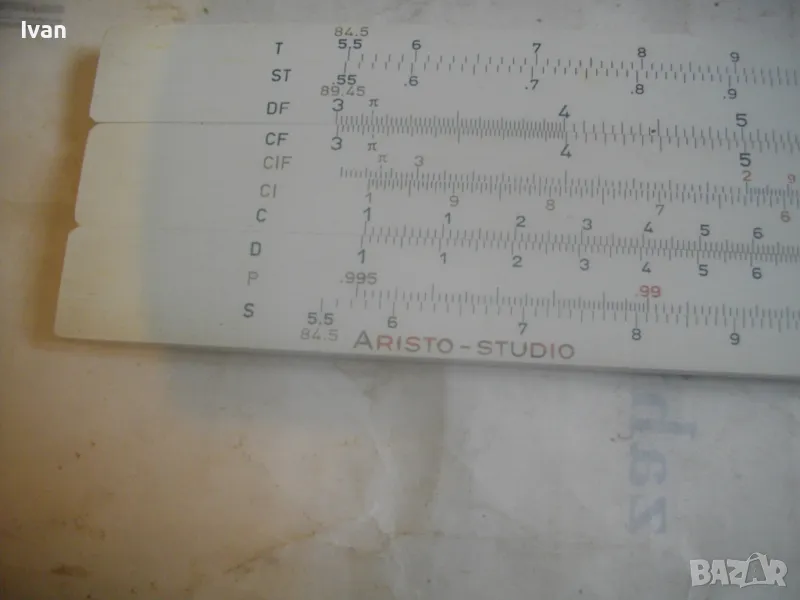 Ivan
84.5
T 5,5 6 7 8 9
ST .55 .6 .7 .8 .9
89.45
DF 3 π 4 5
CF 3 π 4 5
CIF π 3 2 9
CI 1 9 8 7 6
C 1 1 2 3 4 5 6
D 1 1 2 3 4 5 6
P .995 .99
S 5,5 6 7 8 9
84.5
ARISTO-STUDIO
BAZAR